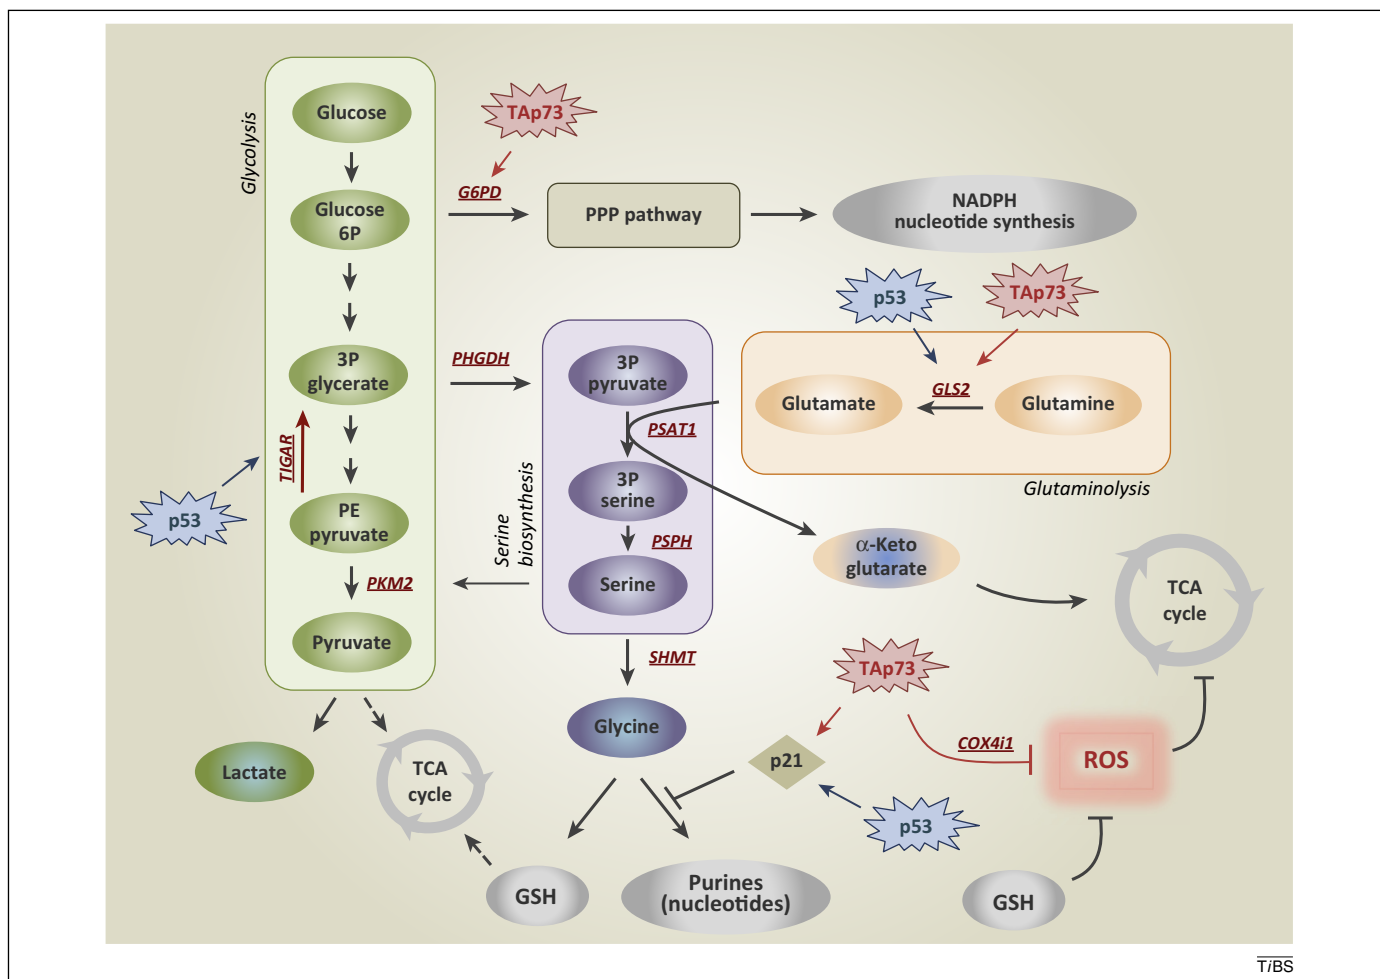 Glycolysis
Glucose
Glucose
6P
3P
glycerate
TIGAR
PE
pyruvate
PKM2
Pyruvate
p53
Lactate
TCA
cycle
TAp73
G6PD
PPP pathway
NADPH
nucleotide synthesis
PHGDH
Serine
biosynthesis
3P
pyruvate
PSAT1
3P
serine
PSPH
Serine
SHMT
Glycine
GSH
Purines
(nucleotides)
p53
TAp73
Glutamate
GLS2
Glutamine
Glutaminolysis
α-Keto
glutarate
TCA
cycle
TAp73
p21
p53
COX4i1
ROS
GSH
TiBS